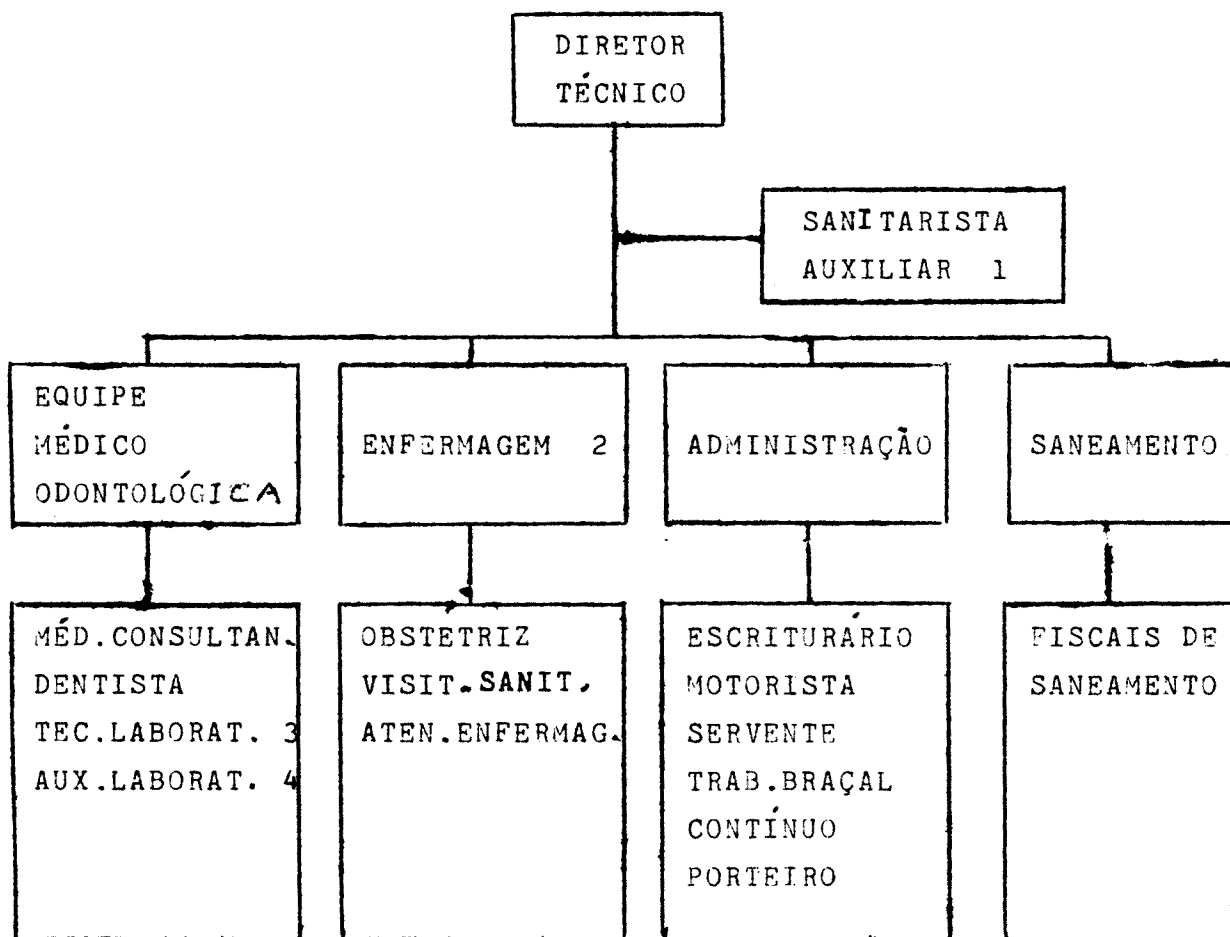 DIRETOR
TÉCNICO
SANITARISTA
AUXILIAR 1
EQUIPE
MÉDICO
ODONTOLÓGICA
ENFERMAGEM 2
ADMINISTRAÇÃO
SANEAMENTO
MÉD.CONSULTAN.
DENTISTA
TEC.LABORAT. 3
AUX.LABORAT. 4
OBSTETRIZ
VISIT.SANIT.
ATEN.ENFERMAG.
ESCRITURÁRIO
MOTORISTA
SERVENTE
TRAB.BRAÇAL
CONTÍNUO
PORTEIRO
FISCAIS DE
SANEAMENTO